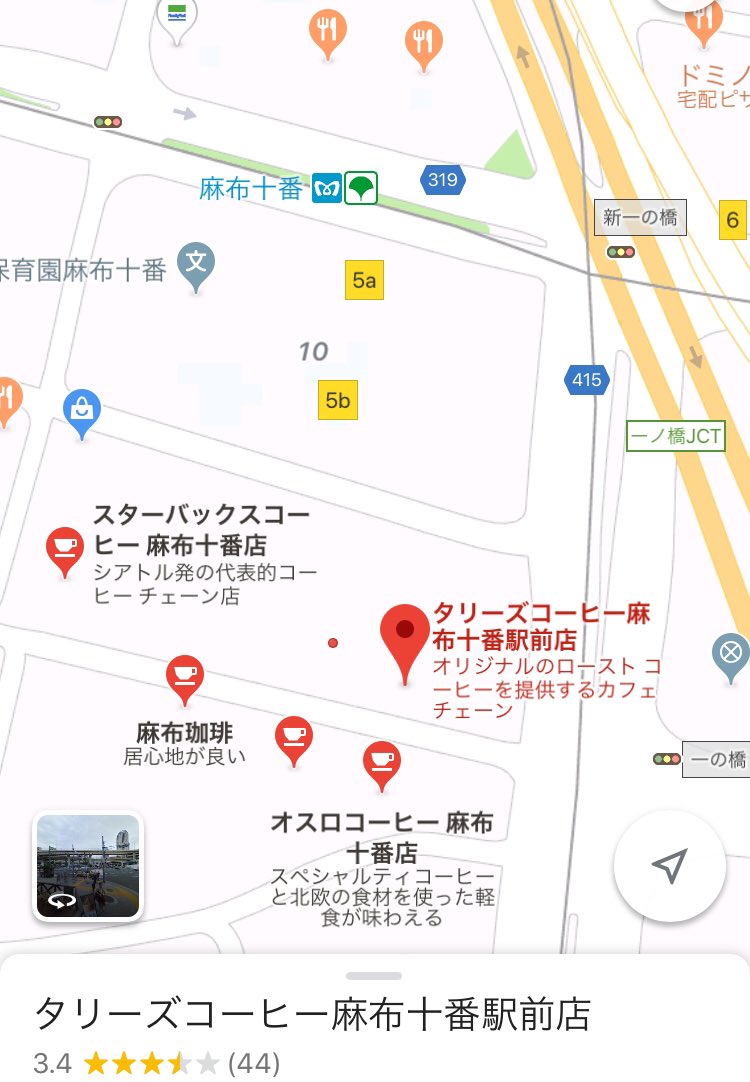 FamilyMart
ドミノ
宅配ピザ
麻布十番
319
新一の橋
6
保育園麻布十番
文
5a
10
5b
415
一ノ橋JCT
スターバックスコー
ヒー 麻布十番店
シアトル発の代表的コー
ヒー チェーン店
タリーズコーヒー麻
布十番駅前店
オリジナルのロースト コ
ーヒーを提供するカフェ
チェーン
麻布珈琲
居心地が良い
一の橋
オスロコーヒー 麻布
十番店
スペシャルティコーヒー
と北欧の食材を使った軽
食が味わえる
タリーズコーヒー麻布十番駅前店
3.4 (44)